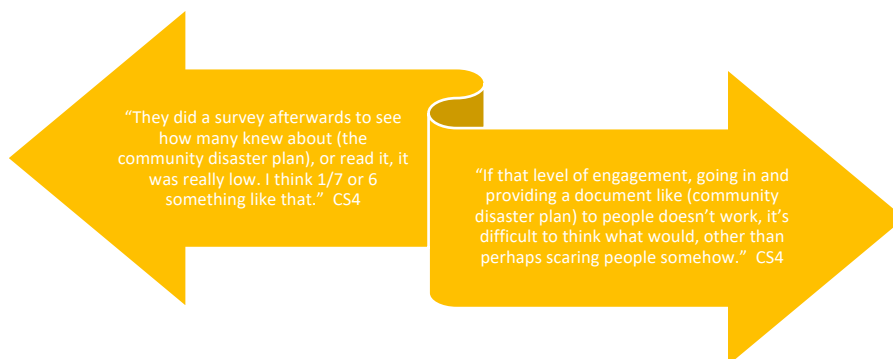 “They did a survey afterwards to see
how many knew about (the
community disaster plan), or read it, it
was really low. I think 1/7 or 6
something like that.” CS4
“If that level of engagement, going in and
providing a document like (community
disaster plan) to people doesn’t work, it’s
difficult to think what would, other than
perhaps scaring people somehow.” CS4